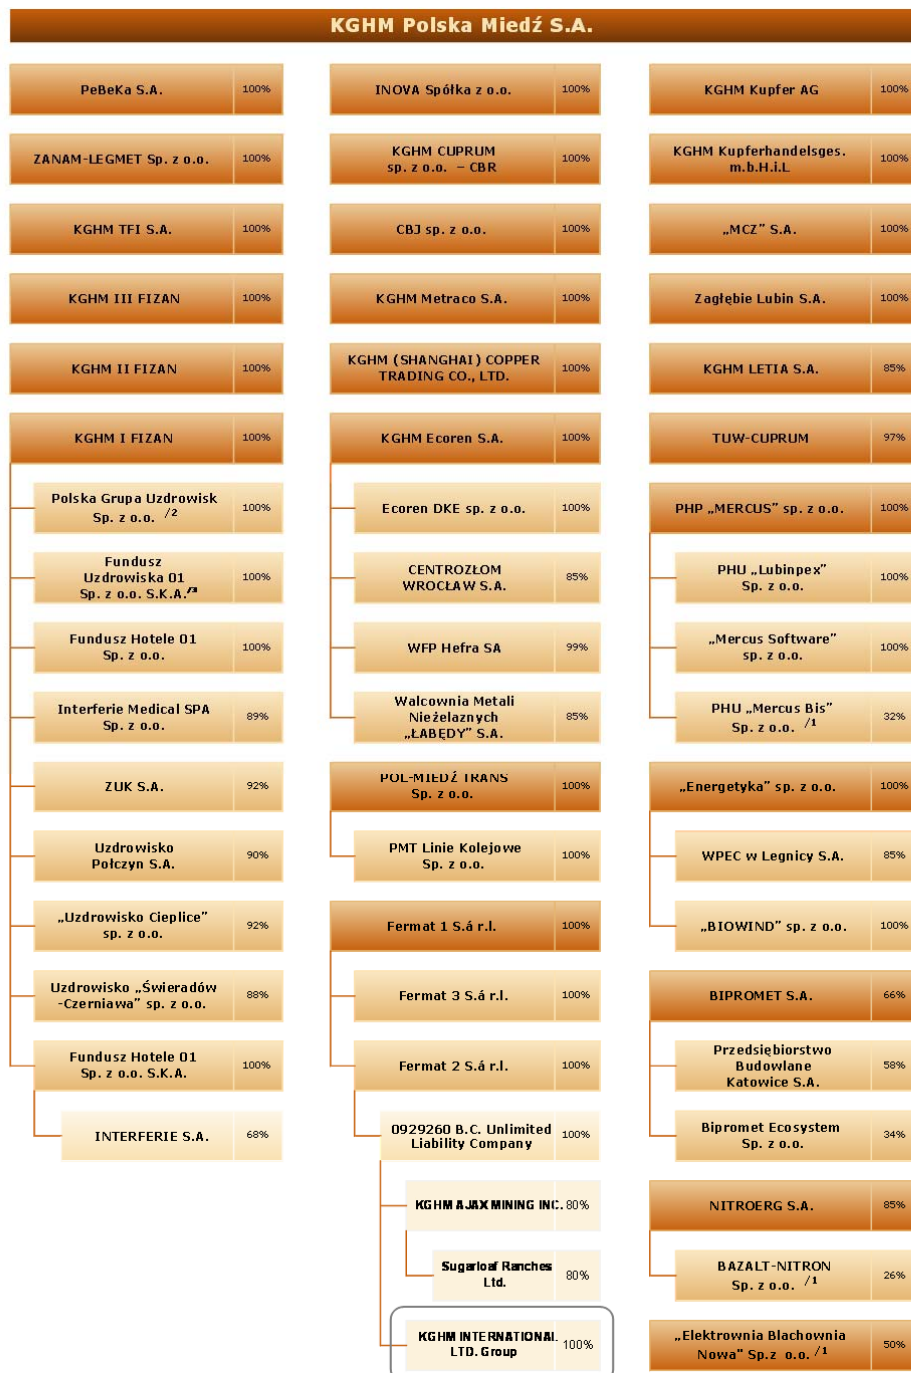 KGHM Polska Miedź S.A.
PeBeKa S.A. 100%
ZANAM-LEGMET Sp. z o.o. 100%
KGHM TFI S.A. 100%
KGHM III FIZAN 100%
KGHM II FIZAN 100%
KGHM I FIZAN 100%
Polska Grupa Uzdrowisk
Sp. z o.o. /2 100%
Fundusz
Uzdrowiska 01
Sp. z o.o. S.K.A./3 100%
Fundusz Hotele 01
Sp. z o.o. 100%
Interferie Medical SPA
Sp. z o.o. 89%
ZUK S.A. 92%
Uzdrowisko
Połczyn S.A. 90%
„Uzdrowisko Cieplice”
sp. z o.o. 92%
Uzdrowisko „Świeradów
-Czerniawa” sp. z o.o. 88%
Fundusz Hotele 01
Sp. z o.o. S.K.A. 100%
INTERFERIE S.A. 68%
INOVA Spółka z o.o. 100%
KGHM CUPRUM
sp. z o.o. – CBR 100%
CBJ sp. z o.o. 100%
KGHM Metraco S.A. 100%
KGHM (SHANGHAI) COPPER
TRADING CO., LTD. 100%
KGHM Ecoren S.A. 100%
Ecoren DKE sp. z o.o. 100%
CENTROZŁOM
WROCŁAW S.A. 85%
WFP Hefra SA 99%
Walcownia Metali
Nieżelaznych
„ŁABĘDY” S.A. 85%
POL-MIEDŹ TRANS
Sp. z o.o. 100%
PMT Linie Kolejowe
Sp. z o.o. 100%
Fermat 1 S.á r.l. 100%
Fermat 3 S.á r.l. 100%
Fermat 2 S.á r.l. 100%
0929260 B.C. Unlimited
Liability Company 100%
KGHM AJAX MINING INC. 80%
Sugarloaf Ranches
Ltd. 80%
KGHM INTERNATIONAL
LTD. Group 100%
KGHM Kupfer AG 100%
KGHM Kupferhandelsges.
m.b.H.i.L 100%
„MCZ” S.A. 100%
Zagłębie Lubin S.A. 100%
KGHM LETIA S.A. 85%
TUW-CUPRUM 97%
PHP „MERCUS” sp. z o.o. 100%
PHU „Lubinpex”
Sp. z o.o. 100%
„Mercus Software”
sp. z o.o. 100%
PHU „Mercus Bis”
Sp. z o.o. /1 32%
„Energetyka” sp. z o.o. 100%
WPEC w Legnicy S.A. 85%
„BIOWIND” sp. z o.o. 100%
BIPROMET S.A. 66%
Przedsiębiorstwo
Budowlane
Katowice S.A. 58%
Bipromet Ecosystem
Sp. z o.o. 34%
NITROERG S.A. 85%
BAZALT-NITRON
Sp. z o.o. /1 26%
„Elektrownia Blachownia
Nowa" Sp.z o.o. /1 50%